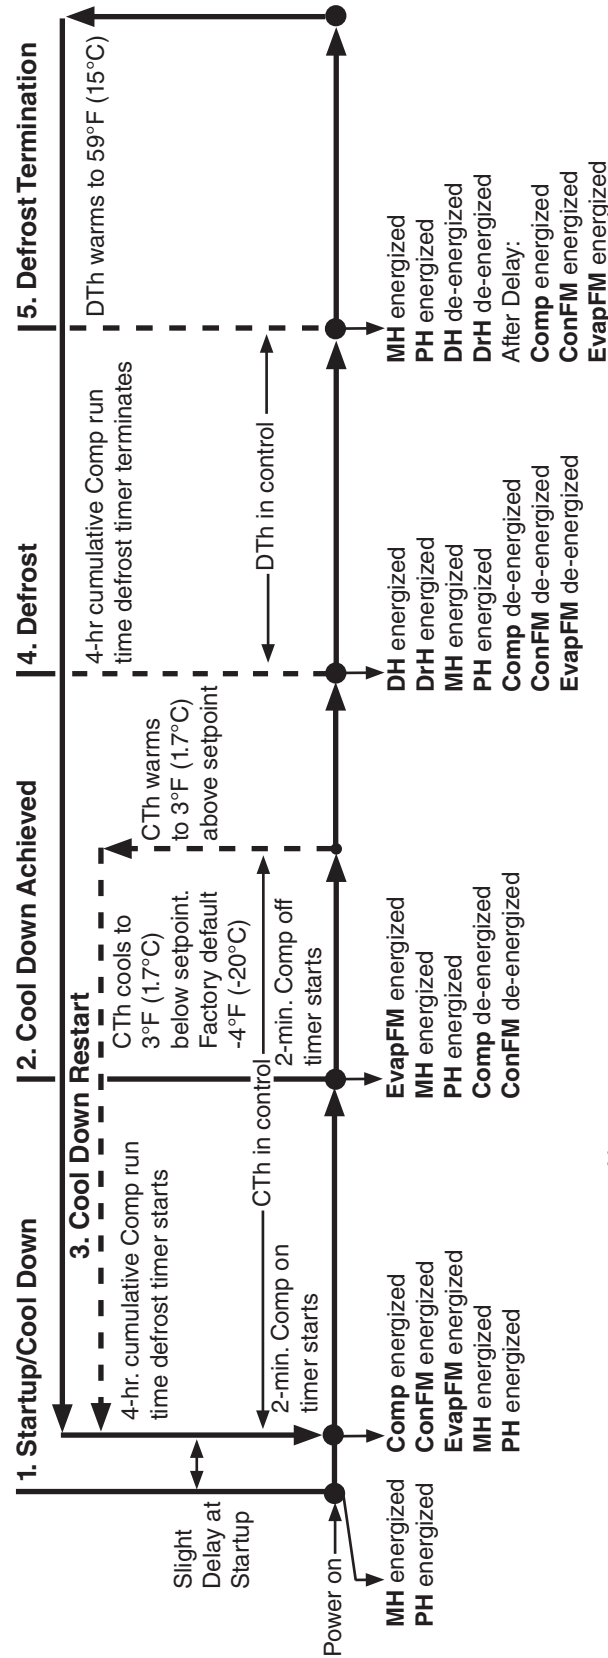 1. Startup/Cool Down
2. Cool Down Achieved
4. Defrost
5. Defrost Termination
3. Cool Down Restart
Slight
Delay at
Startup
Power on
4-hr. cumulative Comp run
time defrost timer starts
CTh in control
2-min. Comp on
timer starts
CTh cools to
3°F (1.7°C)
below setpoint.
Factory default
-4°F (-20°C)
2-min. Comp off
timer starts
CTh warms
to 3°F (1.7°C)
above setpoint
4-hr cumulative Comp run
time defrost timer terminates
DTh in control
DTh warms to 59°F (15°C)
MH energized
PH energized
Comp energized
ConFM energized
EvapFM energized
MH energized
PH energized
EvapFM energized
MH energized
PH energized
Comp de-energized
ConFM de-energized
DH energized
DrH energized
MH energized
PH energized
Comp de-energized
ConFM de-energized
EvapFM de-energized
MH energized
PH energized
DH de-energized
DrH de-energized
After Delay:
Comp energized
ConFM energized
EvapFM energized